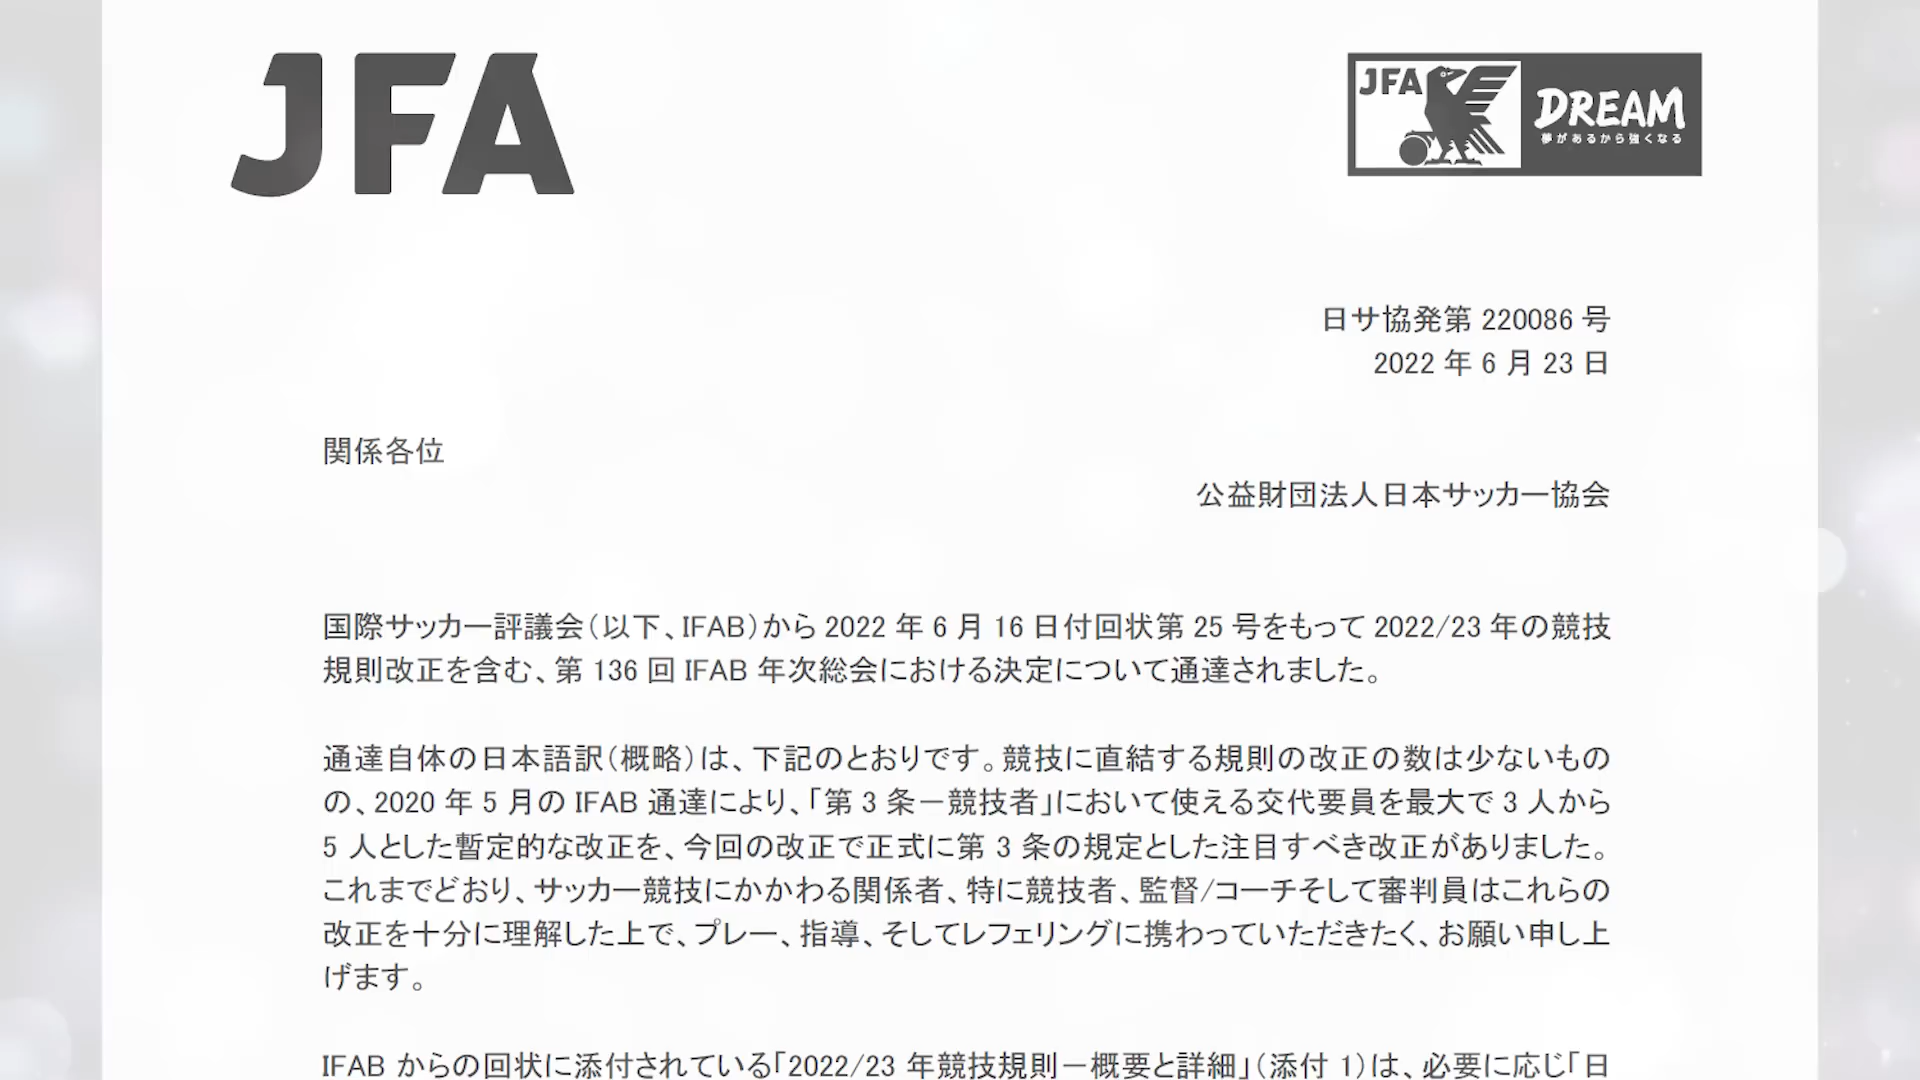 JFA
JFA
DREAM
夢があるから強くなる
日サ協発第 220086 号
2022 年 6 月 23 日
関係各位
公益財団法人日本サッカー協会
国際サッカー評議会(以下、IFAB)から 2022 年 6 月 16 日付回状第 25 号をもって 2022/23 年の競技
規則改正を含む、第 136 回 IFAB 年次総会における決定について通達されました。
通達自体の日本語訳(概略)は、下記のとおりです。競技に直結する規則の改正の数は少ないもの
の、2020 年 5 月の IFAB 通達により、「第 3 条－競技者」において使える交代要員を最大で 3 人から
5 人とした暫定的な改正を、今回の改正で正式に第 3 条の規定とした注目すべき改正がありました。
これまでどおり、サッカー競技にかかわる関係者、特に競技者、監督/コーチそして審判員はこれらの
改正を十分に理解した上で、プレー、指導、そしてレフェリングに携わっていただきたく、お願い申し上
げます。
IFAB からの回状に添付されている「2022/23 年競技規則－概要と詳細」(添付 1)は、必要に応じ「日